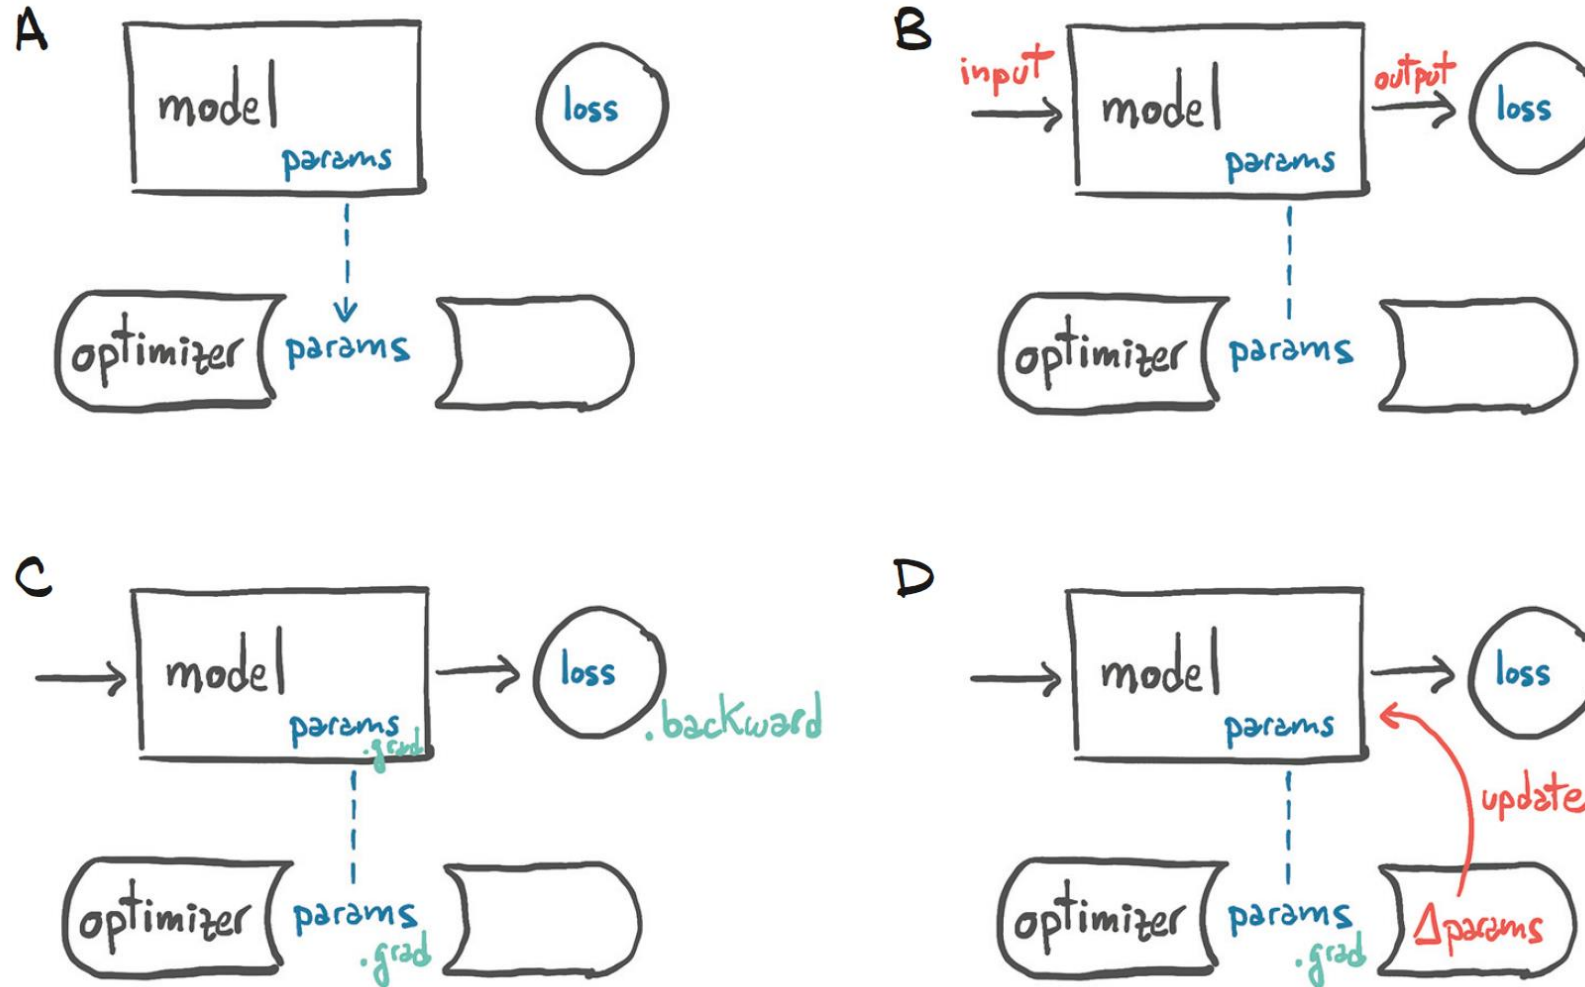 A
model
params
loss
optimizer params
B
input
model
params
output
loss
optimizer params
C
model
params
.grad
loss
.backward
optimizer params
.grad
D
model
params
loss
update
optimizer params
.grad
Δparams